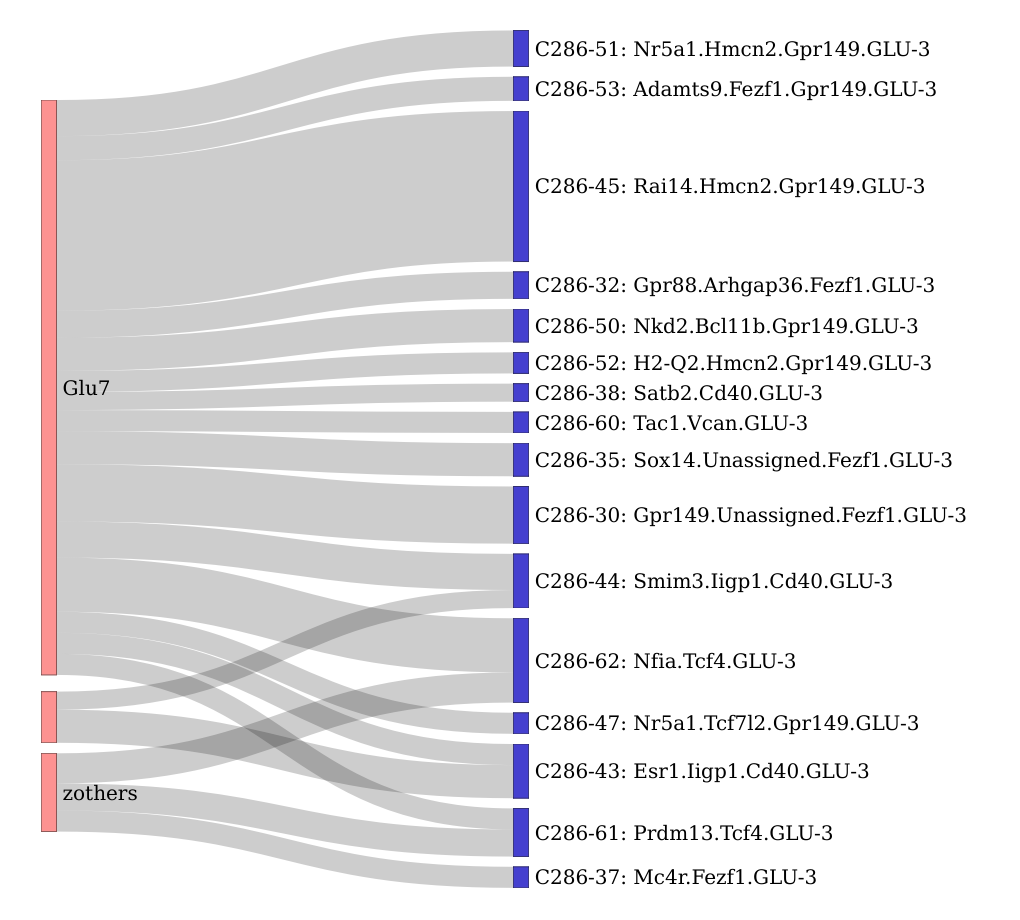 C286-51: Nr5a1.Hmcn2.Gpr149.GLU-3
C286-53: Adamts9.Fezf1.Gpr149.GLU-3
C286-45: Rai14.Hmcn2.Gpr149.GLU-3
C286-32: Gpr88.Arhgap36.Fezf1.GLU-3
C286-50: Nkd2.Bcl11b.Gpr149.GLU-3
C286-52: H2-Q2.Hmcn2.Gpr149.GLU-3
Glu7
C286-38: Satb2.Cd40.GLU-3
C286-60: Tac1.Vcan.GLU-3
C286-35: Sox14.Unassigned.Fezf1.GLU-3
C286-30: Gpr149.Unassigned.Fezf1.GLU-3
C286-44: Smim3.Iigp1.Cd40.GLU-3
C286-62: Nfia.Tcf4.GLU-3
C286-47: Nr5a1.Tcf7l2.Gpr149.GLU-3
C286-43: Esr1.Iigp1.Cd40.GLU-3
zothers
C286-61: Prdm13.Tcf4.GLU-3
C286-37: Mc4r.Fezf1.GLU-3